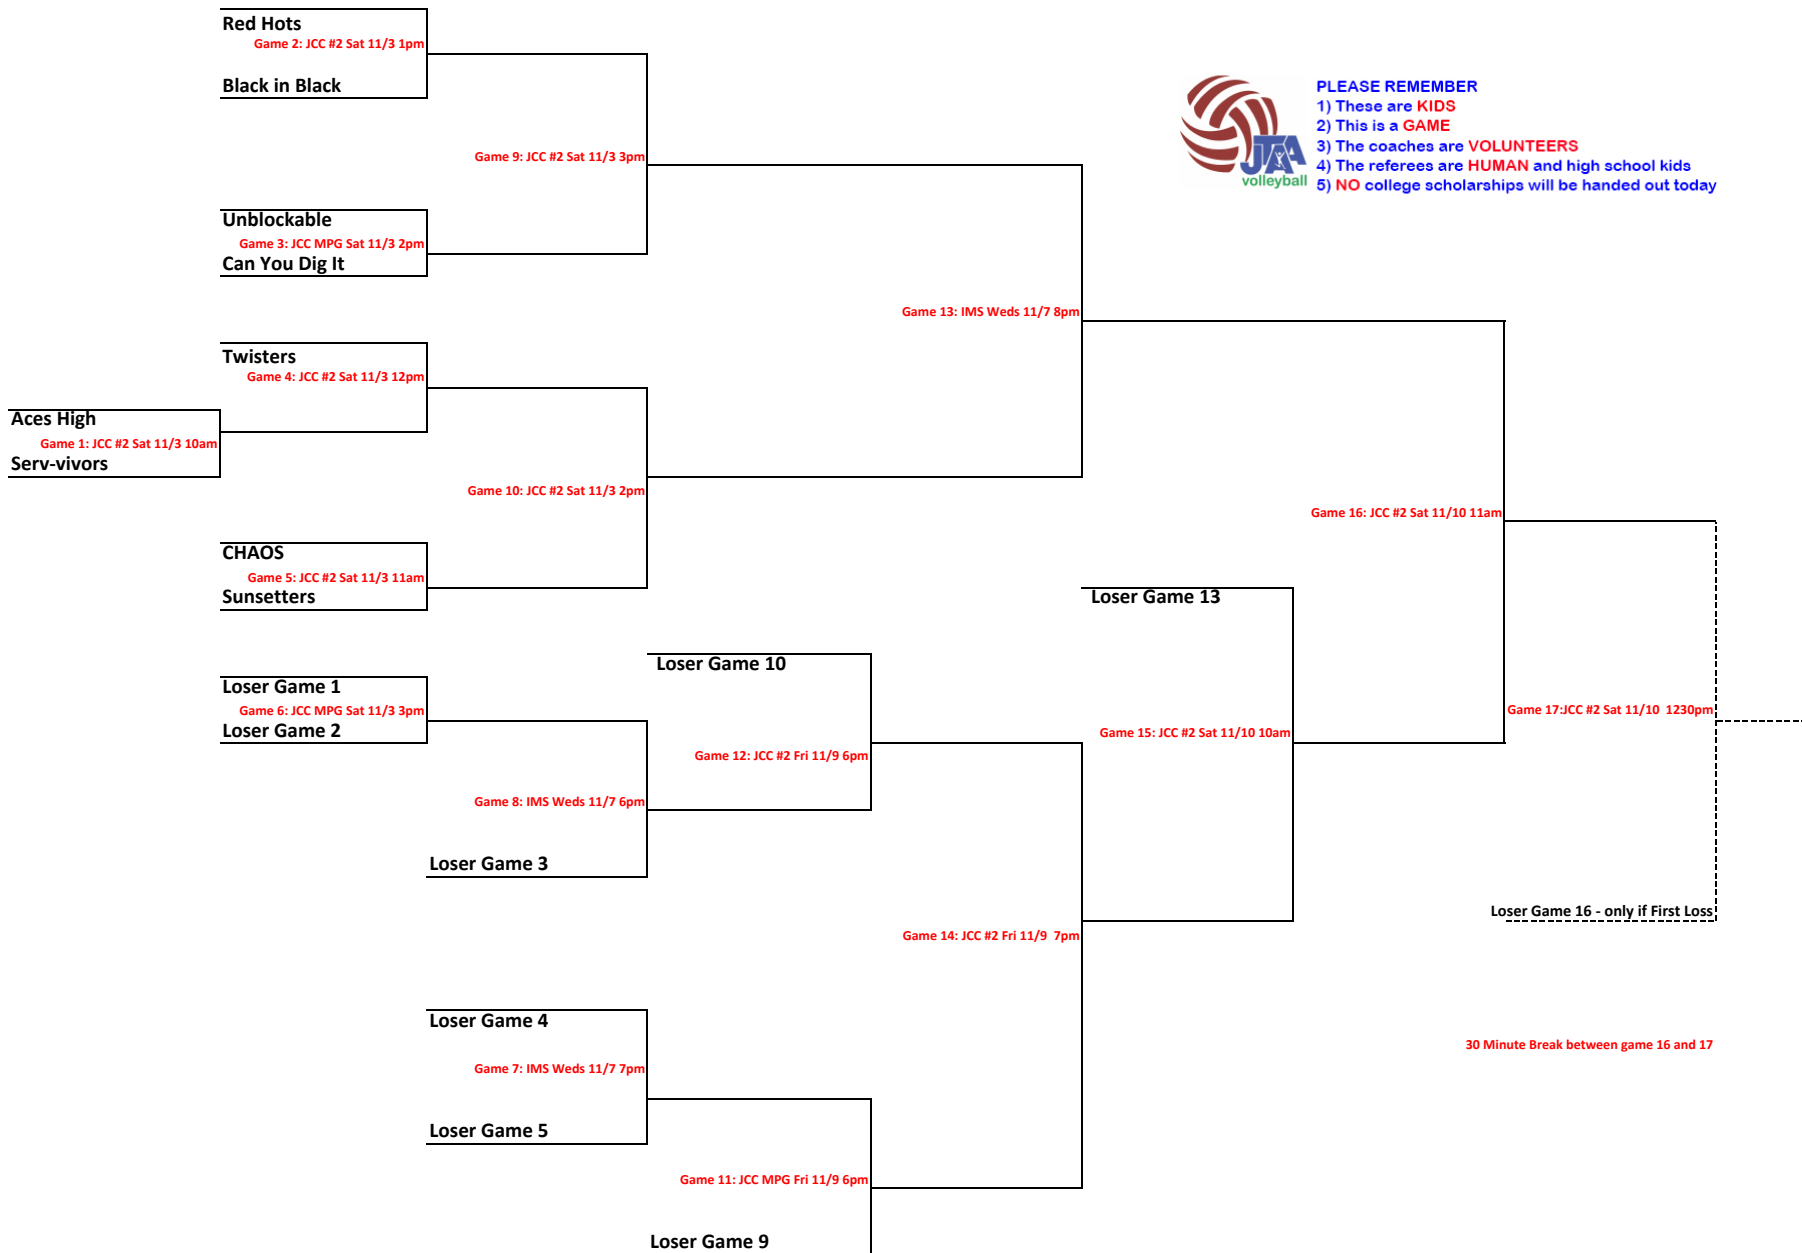 Red Hots
Game 2: JCC #2 Sat 11/3 1pm
Black in Black
PLEASE REMEMBER
1) These are KIDS
2) This is a GAME
3) The coaches are VOLUNTEERS
4) The referees are HUMAN and high school kids
5) NO college scholarships will be handed out today
JTAA
volleyball
Game 9: JCC #2 Sat 11/3 3pm
Unblockable
Game 3: JCC MPG Sat 11/3 2pm
Can You Dig It
Game 13: IMS Weds 11/7 8pm
Twisters
Game 4: JCC #2 Sat 11/3 12pm
Aces High
Game 1: JCC #2 Sat 11/3 10am
Serv-vivors
Game 10: JCC #2 Sat 11/3 2pm
Game 16: JCC #2 Sat 11/10 11am
CHAOS
Game 5: JCC #2 Sat 11/3 11am
Sunsetters
Loser Game 13
Loser Game 10
Loser Game 1
Game 6: JCC MPG Sat 11/3 3pm
Loser Game 2
Game 17:JCC #2 Sat 11/10  1230pm
Game 15: JCC #2 Sat 11/10 10am
Game 12: JCC #2 Fri 11/9 6pm
Game 8: IMS Weds 11/7 6pm
Loser Game 3
Loser Game 16 - only if First Loss
Game 14: JCC #2 Fri 11/9  7pm
Loser Game 4
30 Minute Break between game 16 and 17
Game 7: IMS Weds 11/7 7pm
Loser Game 5
Game 11: JCC MPG Fri 11/9 6pm
Loser Game 9